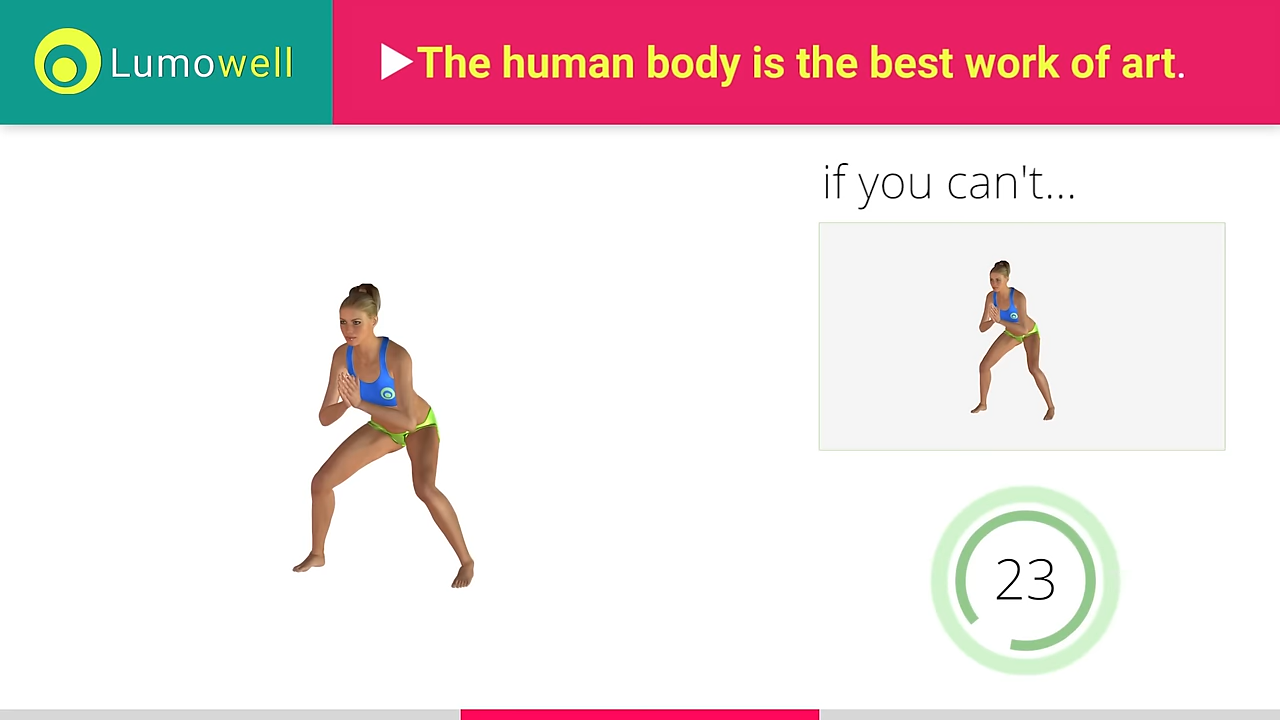 Lumowell
The human body is the best work of art.
if you can't...
23